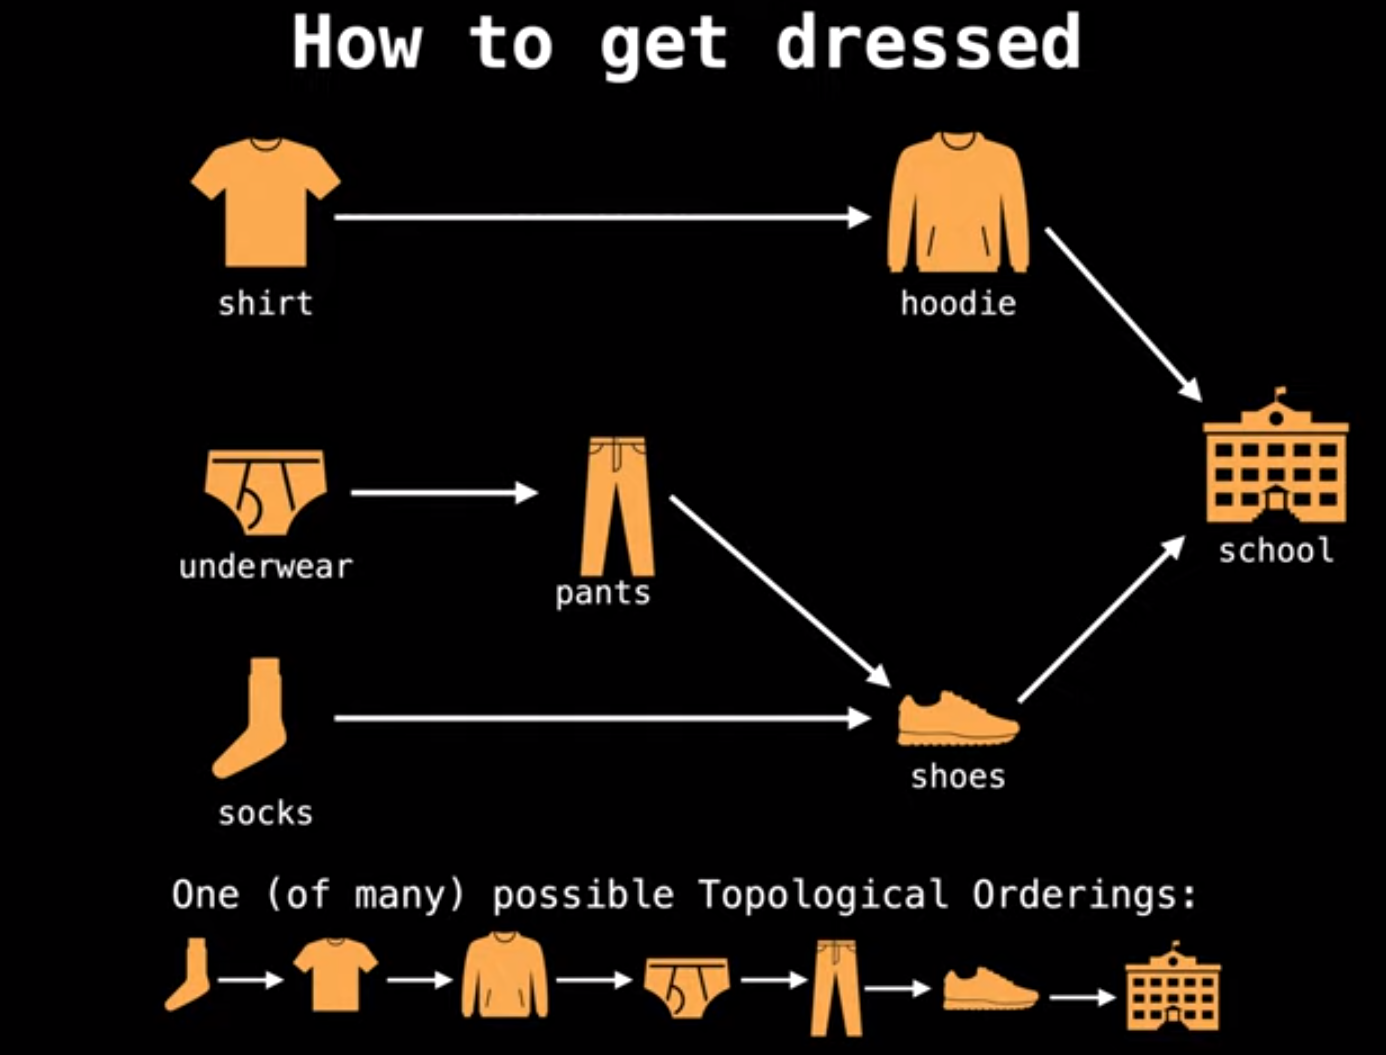 How to get dressed
shirt
hoodie
underwear
pants
school
socks
shoes
One (of many) possible Topological Orderings: